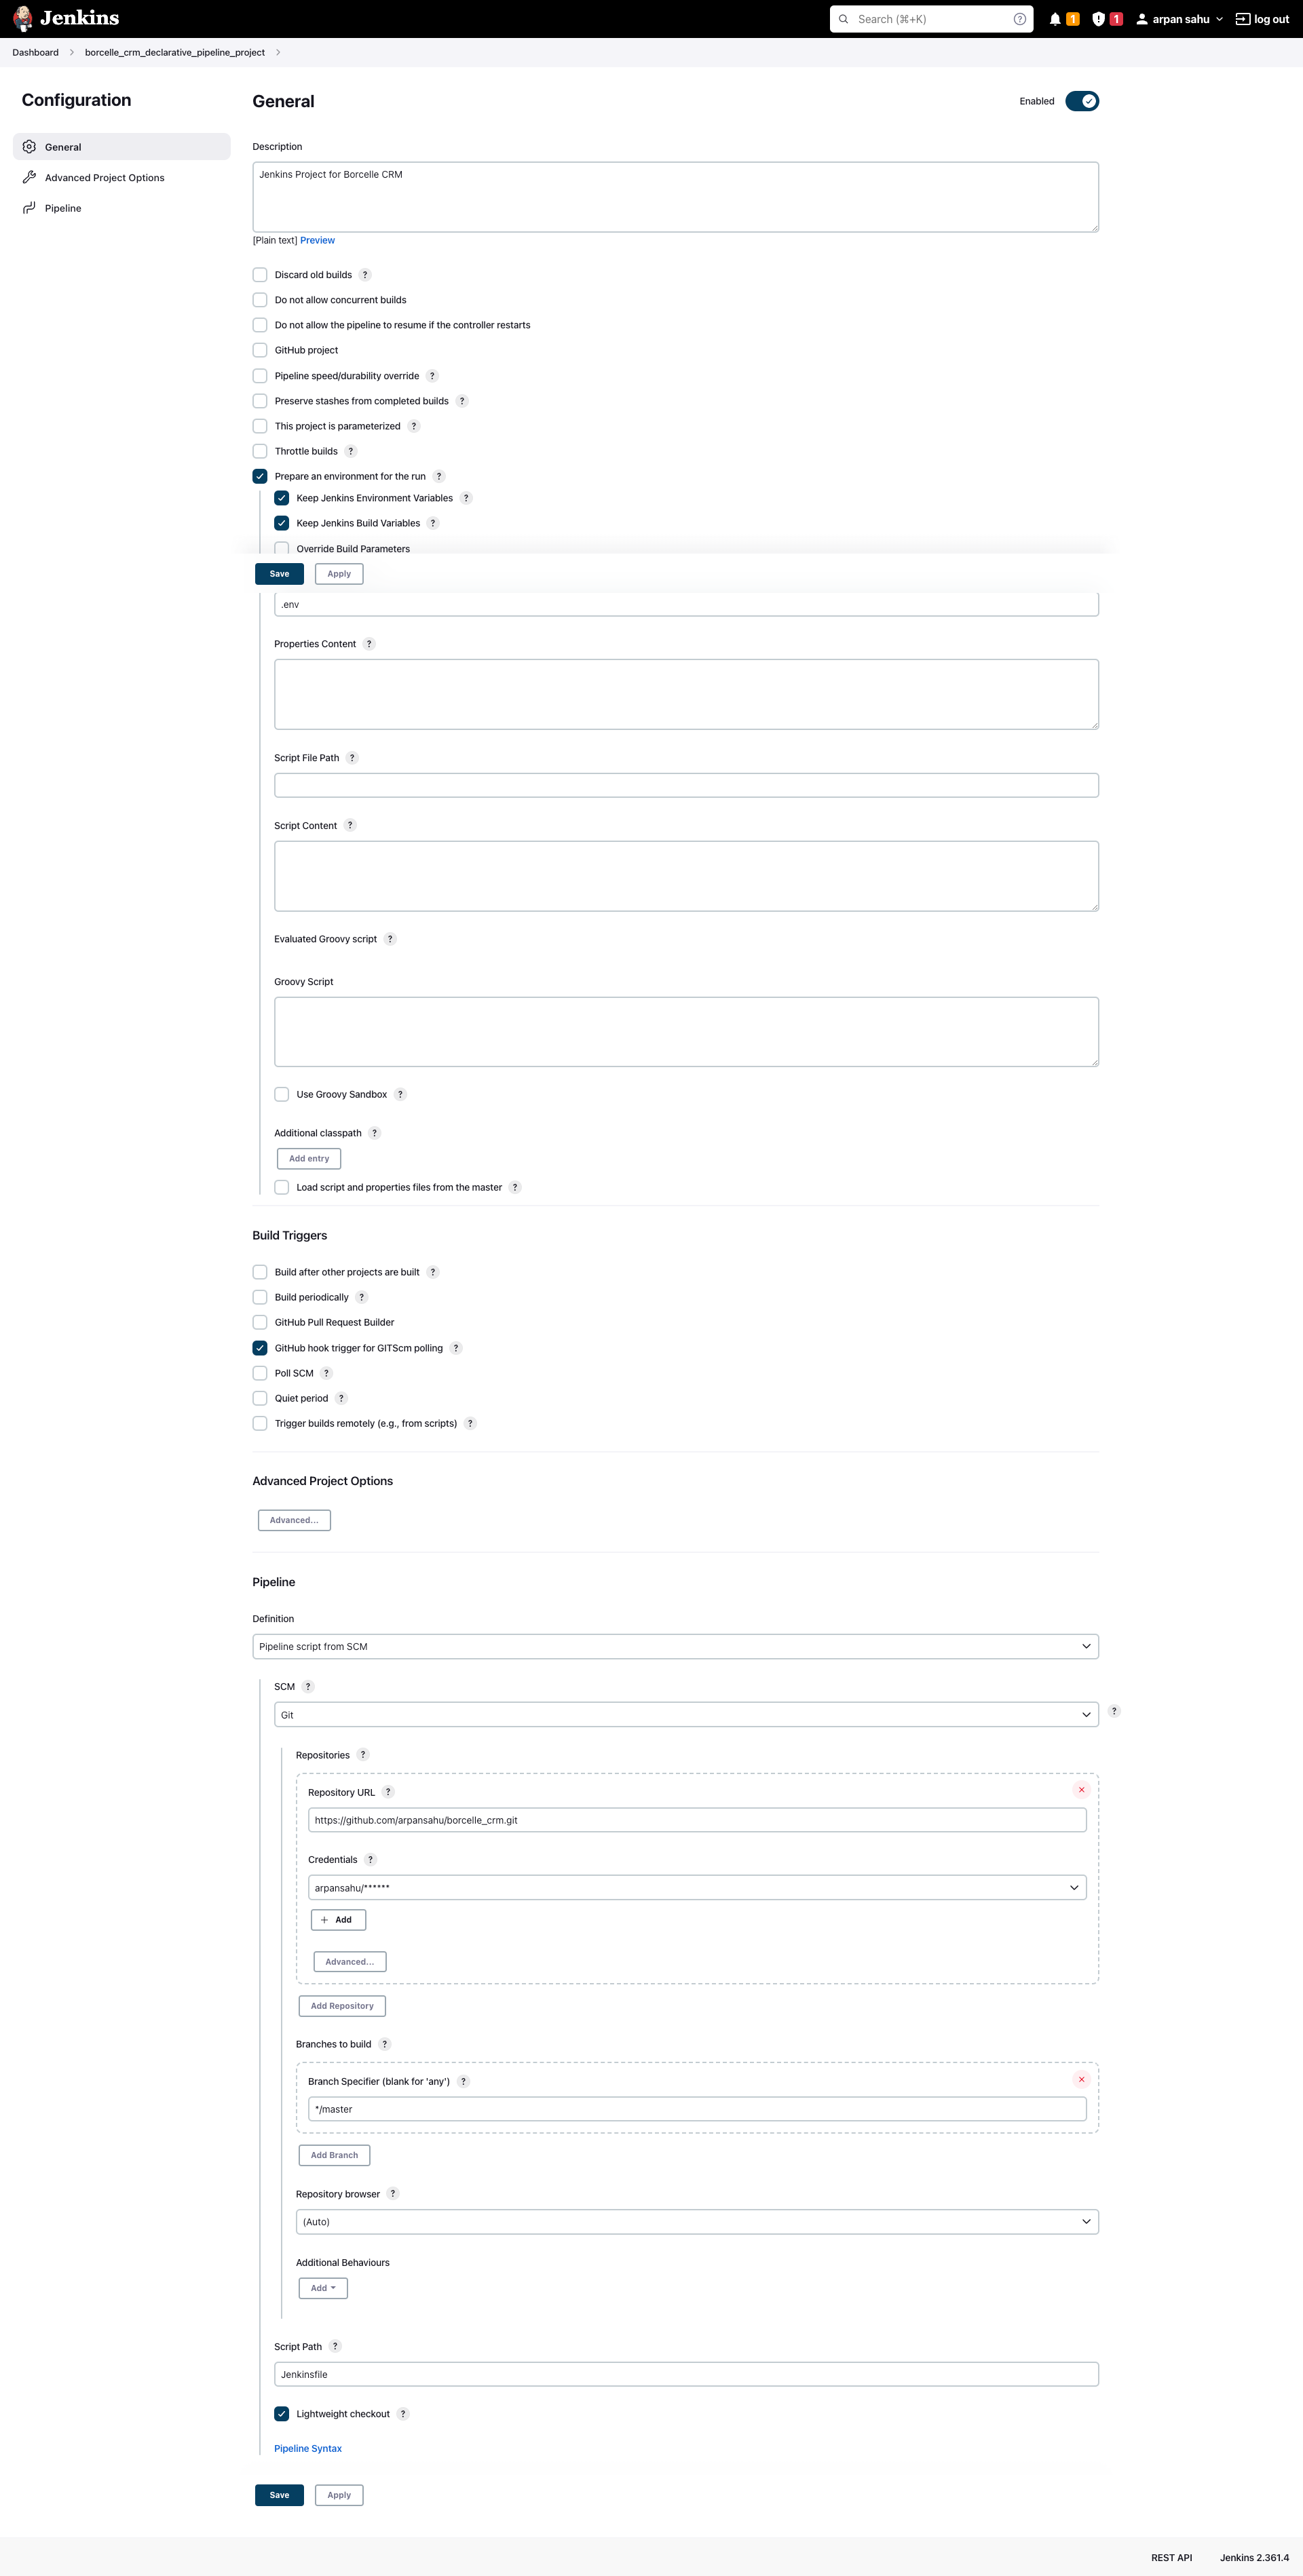 Jenkins
Search (⌘+K)
?
1
1
arpan sahu
log out
Dashboard
borcelle_crm_declarative_pipeline_project
Configuration
General
Advanced Project Options
Pipeline
General
Enabled
Description
Jenkins Project for Borcelle CRM
[Plain text] Preview
Discard old builds ?
Do not allow concurrent builds
Do not allow the pipeline to resume if the controller restarts
GitHub project
Pipeline speed/durability override ?
Preserve stashes from completed builds ?
This project is parameterized ?
Throttle builds ?
Prepare an environment for the run ?
Keep Jenkins Environment Variables ?
Keep Jenkins Build Variables ?
Override Build Parameters
Save Apply
.env
Properties Content ?
Script File Path ?
Script Content ?
Evaluated Groovy script ?
Groovy Script
Use Groovy Sandbox ?
Additional classpath ?
Add entry
Load script and properties files from the master ?
Build Triggers
Build after other projects are built ?
Build periodically ?
GitHub Pull Request Builder
GitHub hook trigger for GITScm polling ?
Poll SCM ?
Quiet period ?
Trigger builds remotely (e.g., from scripts) ?
Advanced Project Options
Advanced...
Pipeline
Definition
Pipeline script from SCM
SCM ?
Git
?
Repositories ?
Repository URL ?
https://github.com/arpansahu/borcelle_crm.git
Credentials ?
arpansahu/******
+ Add
Advanced...
Add Repository
Branches to build ?
Branch Specifier (blank for 'any') ?
*/master
Add Branch
Repository browser ?
(Auto)
Additional Behaviours
Add
Script Path ?
Jenkinsfile
Lightweight checkout ?
Pipeline Syntax
Save Apply
REST API Jenkins 2.361.4